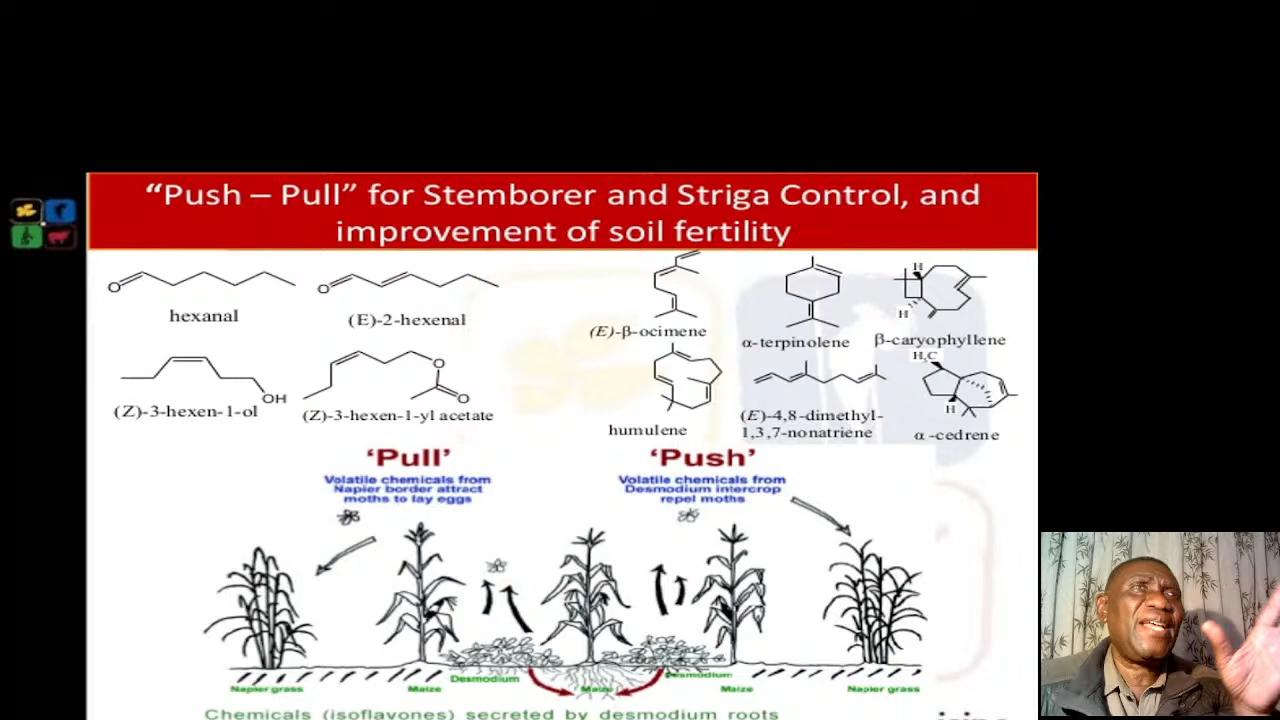 “Push – Pull” for Stemborer and Striga Control, and
improvement of soil fertility
hexanal
(E)-2-hexenal
(Z)-3-hexen-1-ol
(Z)-3-hexen-1-yl acetate
(E)-β-ocimene
α-terpinolene
β-caryophyllene
humulene
(E)-4,8-dimethyl-
1,3,7-nonatriene
α-cedrene
O
O
OH
O
O
H
H
H3C
H
‘Pull’
Volatile chemicals from
Napier border attract
moths to lay eggs
‘Push’
Volatile chemicals from
Desmodium intercrop
repel moths
Napier grass
Maize
Desmodium
Maize
Desmodium
Maize
Napier grass
Chemicals (isoflavones) secreted by desmodium roots